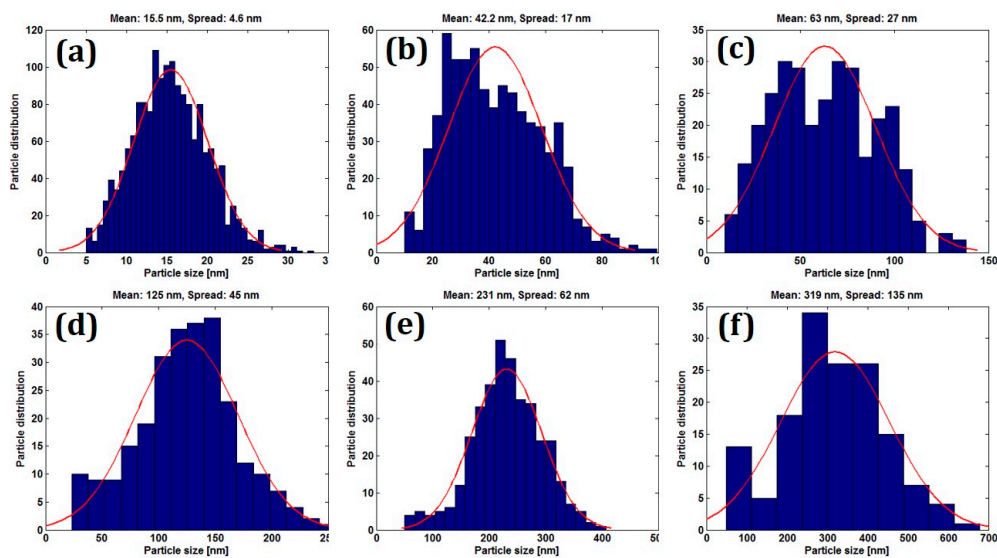 Mean: 15.5 nm, Spread: 4.6 nm
(a)
Particle distribution
120
100
80
60
40
20
0
0 5 10 15 20 25 30 3
Particle size [nm]
Mean: 42.2 nm, Spread: 17 nm
(b)
Particle distribution
60
50
40
30
20
10
0
0 20 40 60 80 100
Particle size [nm]
Mean: 63 nm, Spread: 27 nm
(c)
Particle distribution
35
30
25
20
15
10
5
0
0 50 100 150
Particle size [nm]
Mean: 125 nm, Spread: 45 nm
(d)
Particle distribution
40
35
30
25
20
15
10
5
0
0 50 100 150 200 250
Particle size [nm]
Mean: 231 nm, Spread: 62 nm
(e)
Particle distribution
60
50
40
30
20
10
0
0 100 200 300 400 500
Particle size [nm]
Mean: 319 nm, Spread: 135 nm
(f)
Particle distribution
35
30
25
20
15
10
5
0
0 100 200 300 400 500 600 700
Particle size [nm]